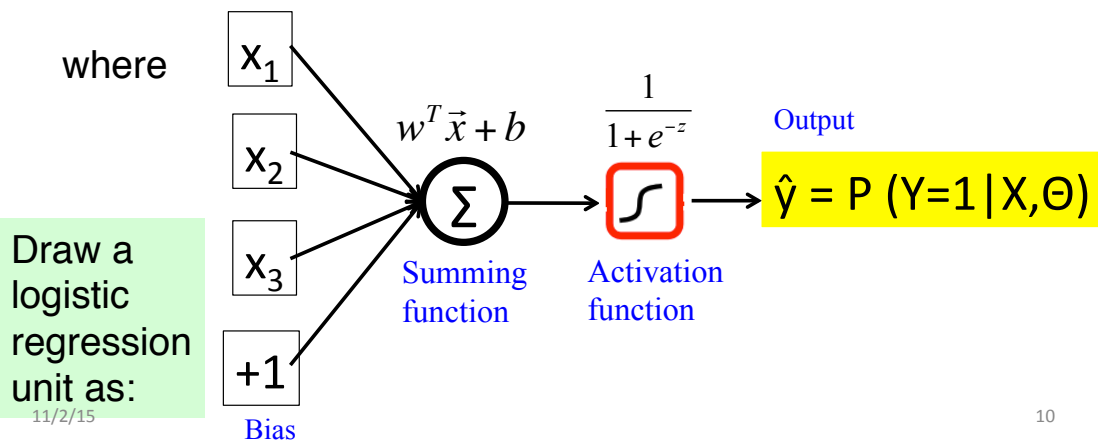 where
x₁
x₂
x₃
+1
Bias
Draw a
logistic
regression
unit as:
wᵀ x⃗ + b
Σ
Summing
function
1
1 + e⁻ᶻ
Activation
function
Output
ŷ = P (Y=1|X,Θ)
11/2/15
10